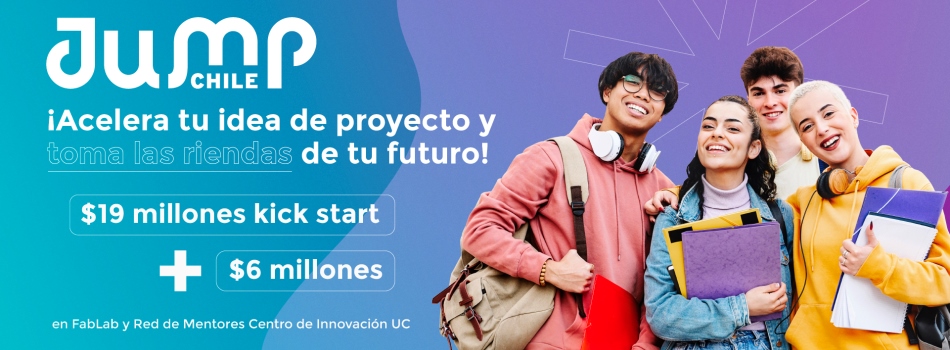 Jump
CHILE
¡Acelera tu idea de proyecto y
toma las riendas de tu futuro!
$19 millones kick start
+ $6 millones
en FabLab y Red de Mentores Centro de Innovación UC